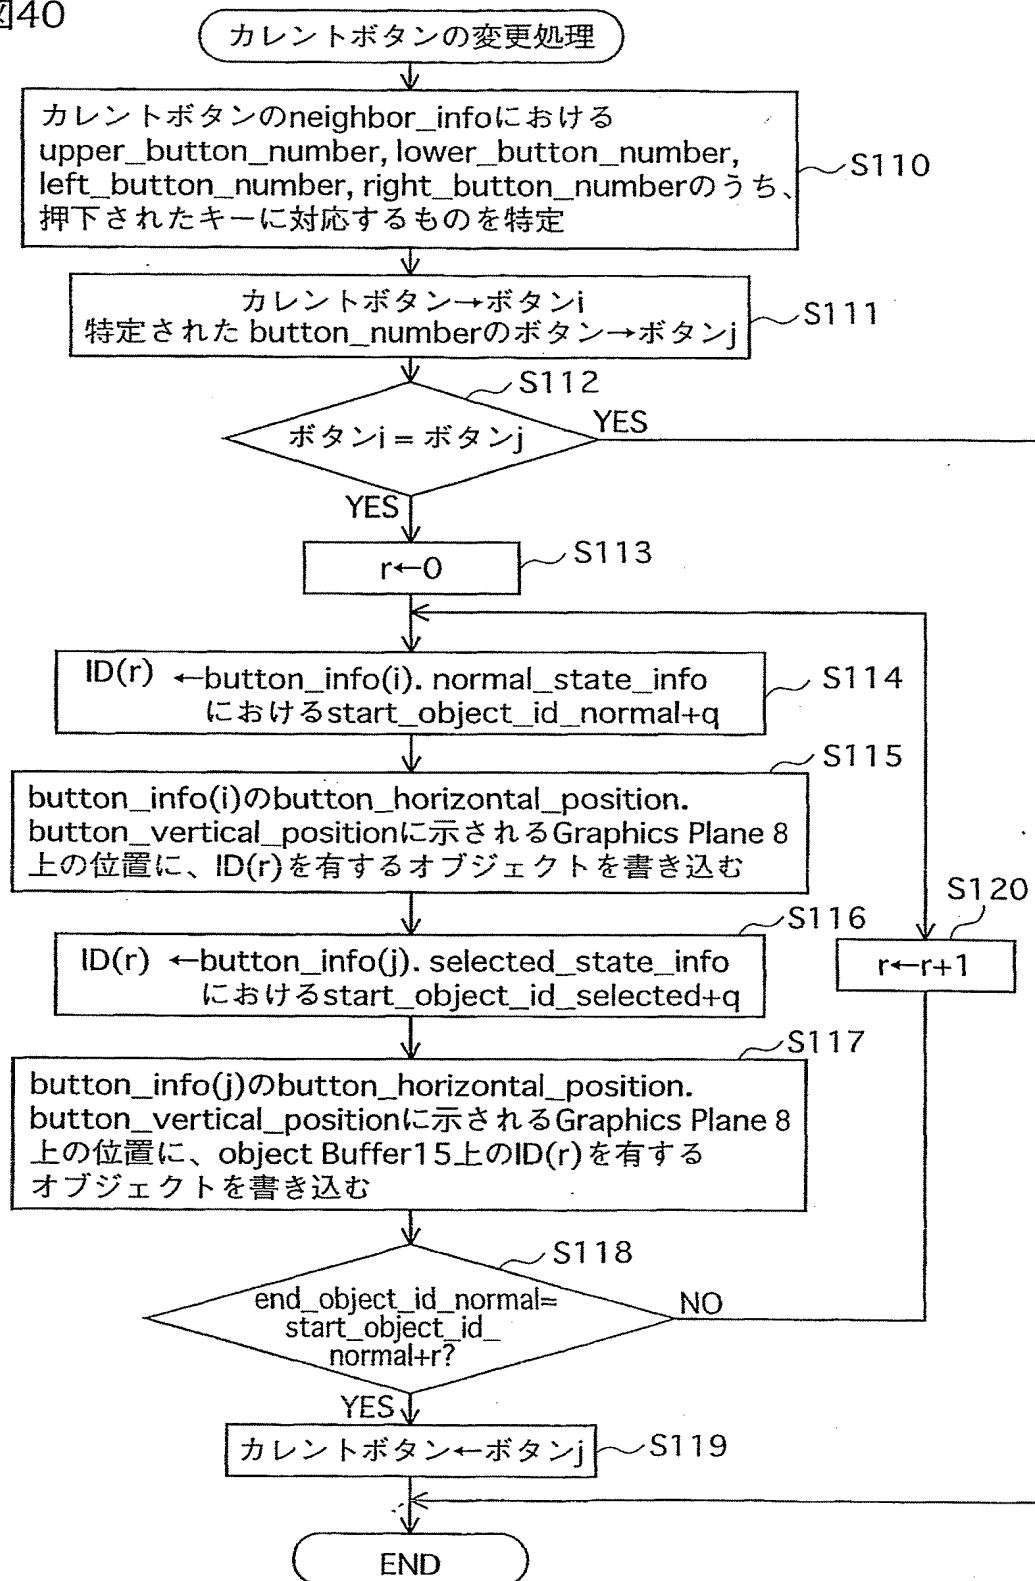 図40
カレントボタンの変更処理
カレントボタンのneighbor_infoにおける
upper_button_number, lower_button_number,
left_button_number, right_button_numberのうち、
押下されたキーに対応するものを特定
S110
カレントボタン→ボタンi
特定された button_numberのボタン→ボタンj
S111
S112
ボタンi = ボタンj
YES
YES
r←0
S113
ID(r) ←button_info(i). normal_state_info
におけるstart_object_id_normal+q
S114
S115
button_info(i)のbutton_horizontal_position.
button_vertical_positionに示されるGraphics Plane 8
上の位置に、ID(r)を有するオブジェクトを書き込む
S116
ID(r) ←button_info(j). selected_state_info
におけるstart_object_id_selected+q
S120
r←r+1
S117
button_info(j)のbutton_horizontal_position.
button_vertical_positionに示されるGraphics Plane 8
上の位置に、object Buffer15上のID(r)を有する
オブジェクトを書き込む
S118
end_object_id_normal=
start_object_id_
normal+r?
NO
YES
カレントボタン←ボタンj
S119
END